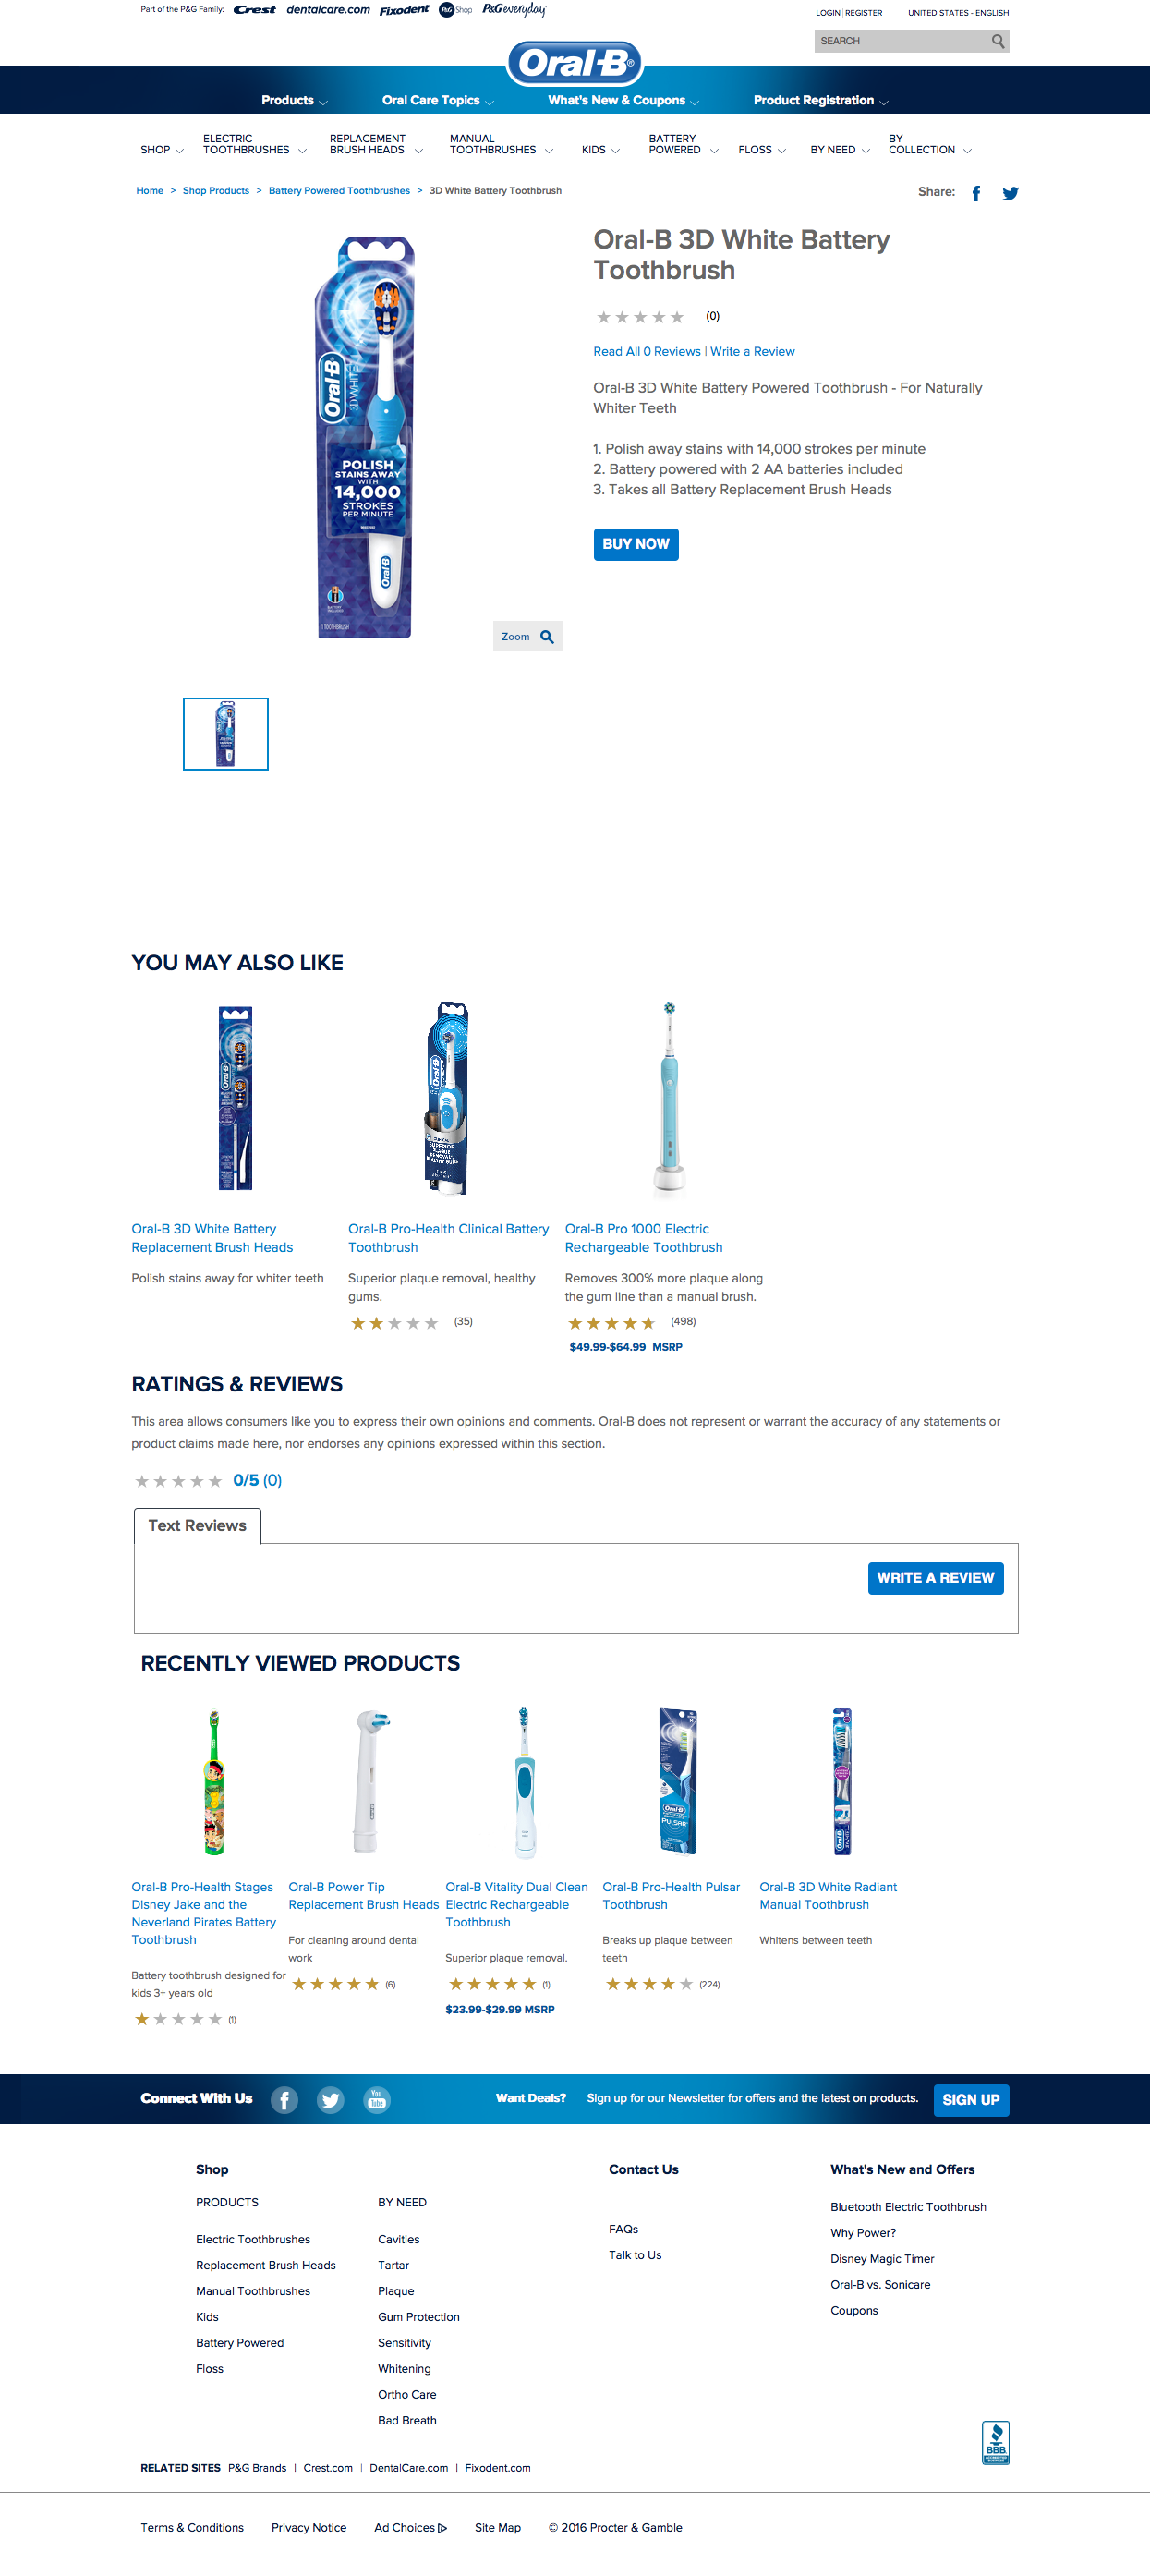 Part of the P&G Family: Crest dentalcare.com Fixodent P&G Shop P&G everyday
LOGIN REGISTER UNITED STATES - ENGLISH
SEARCH
Oral-B®
Products Oral Care Topics What's New & Coupons Product Registration
SHOP ELECTRIC TOOTHBRUSHES REPLACEMENT BRUSH HEADS MANUAL TOOTHBRUSHES KIDS BATTERY POWERED FLOSS BY NEED BY COLLECTION
Home > Shop Products > Battery Powered Toothbrushes > 3D White Battery Toothbrush
Share:
Oral-B 3D White Battery
Toothbrush
(0)
Read All 0 Reviews | Write a Review
Oral-B 3D White Battery Powered Toothbrush - For Naturally
Whiter Teeth
1. Polish away stains with 14,000 strokes per minute
2. Battery powered with 2 AA batteries included
3. Takes all Battery Replacement Brush Heads
BUY NOW
Oral-B
3D WHITE
POLISH
STAINS AWAY
WITH
14,000
STROKES
PER MINUTE
Oral-B
1 TOOTHBRUSH
Zoom
YOU MAY ALSO LIKE
Oral-B
Oral-B
SUPERIOR
PLAQUE
REMOVAL,
HEALTHY GUMS
Oral-B 3D White Battery
Replacement Brush Heads
Polish stains away for whiter teeth
Oral-B Pro-Health Clinical Battery
Toothbrush
Superior plaque removal, healthy
gums.
(35)
Oral-B Pro 1000 Electric
Rechargeable Toothbrush
Removes 300% more plaque along
the gum line than a manual brush.
(498)
$49.99-$64.99 MSRP
RATINGS & REVIEWS
This area allows consumers like you to express their own opinions and comments. Oral-B does not represent or warrant the accuracy of any statements or
product claims made here, nor endorses any opinions expressed within this section.
0/5 (0)
Text Reviews
WRITE A REVIEW
RECENTLY VIEWED PRODUCTS
Oral-B
PULSAR
Oral-B
Oral-B Pro-Health Stages
Disney Jake and the
Neverland Pirates Battery
Toothbrush
Battery toothbrush designed for
kids 3+ years old
(1)
Oral-B Power Tip
Replacement Brush Heads
For cleaning around dental
work
(6)
Oral-B Vitality Dual Clean
Electric Rechargeable
Toothbrush
Superior plaque removal.
(1)
$23.99-$29.99 MSRP
Oral-B Pro-Health Pulsar
Toothbrush
Breaks up plaque between
teeth
(224)
Oral-B 3D White Radiant
Manual Toothbrush
Whitens between teeth
Connect With Us
You Tube
Want Deals? Sign up for our Newsletter for offers and the latest on products. SIGN UP
Shop
PRODUCTS
Electric Toothbrushes
Replacement Brush Heads
Manual Toothbrushes
Kids
Battery Powered
Floss
BY NEED
Cavities
Tartar
Plaque
Gum Protection
Sensitivity
Whitening
Ortho Care
Bad Breath
Contact Us
FAQs
Talk to Us
What's New and Offers
Bluetooth Electric Toothbrush
Why Power?
Disney Magic Timer
Oral-B vs. Sonicare
Coupons
BBB
RELATED SITES P&G Brands | Crest.com | DentalCare.com | Fixodent.com
Terms & Conditions Privacy Notice Ad Choices Site Map © 2016 Procter & Gamble